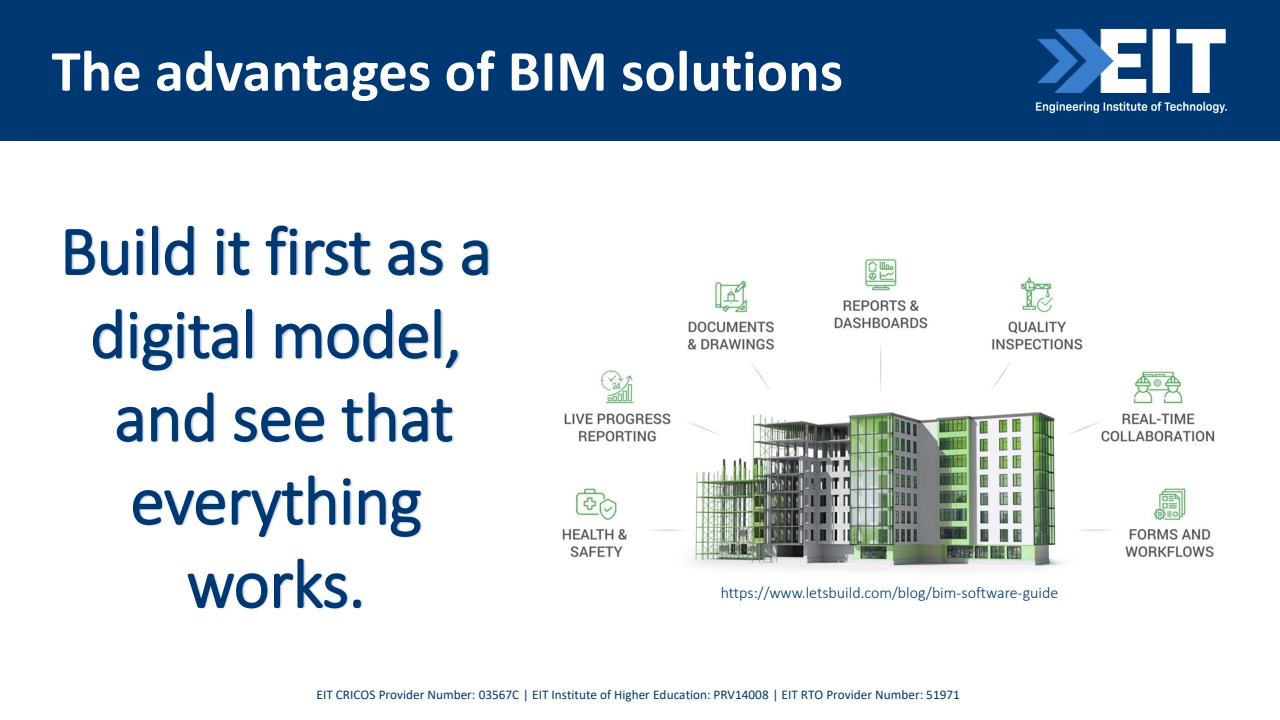 The advantages of BIM solutions
EIT
Engineering Institute of Technology.
Build it first as a
digital model,
and see that
everything
works.
REPORTS &
DASHBOARDS
DOCUMENTS
& DRAWINGS
QUALITY
INSPECTIONS
24
LIVE PROGRESS
REPORTING
REAL-TIME
COLLABORATION
HEALTH &
SAFETY
FORMS AND
WORKFLOWS
https://www.letsbuild.com/blog/bim-software-guide
EIT CRICOS Provider Number: 03567C | EIT Institute of Higher Education: PRV14008 | EIT RTO Provider Number: 51971